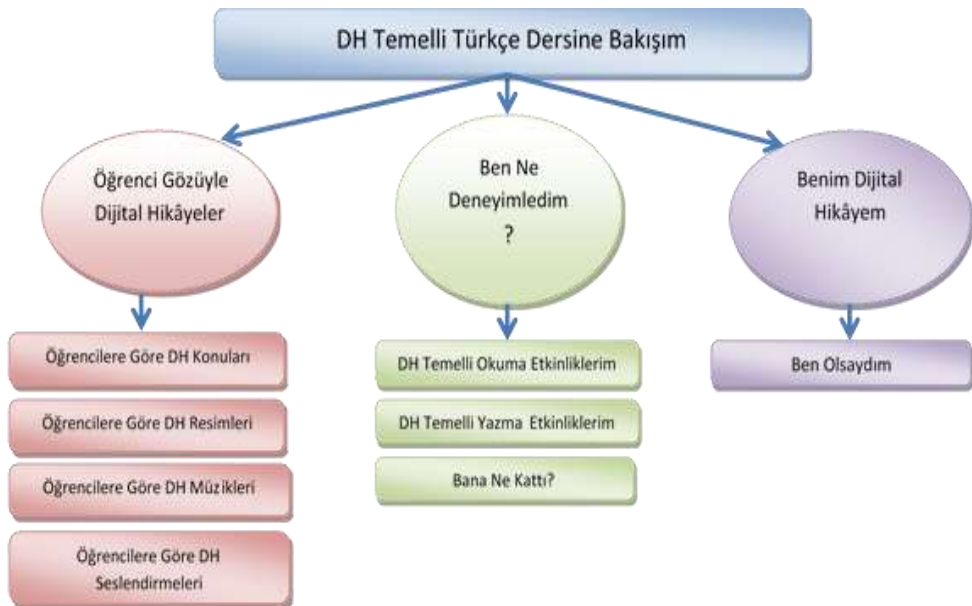 DH Temelli Türkçe Dersine Bakışım
Öğrenci Gözüyle
Dijital Hikâyeler
Ben Ne
Deneyimledim
?
Benim Dijital
Hikâyem
Öğrencilere Göre DH Konuları
Öğrencilere Göre DH Resimleri
Öğrencilere Göre DH Müzikleri
Öğrencilere Göre DH
Seslendirmeleri
DH Temelli Okuma Etkinliklerim
DH Temelli Yazma Etkinliklerim
Bana Ne Kattı?
Ben Olsaydım